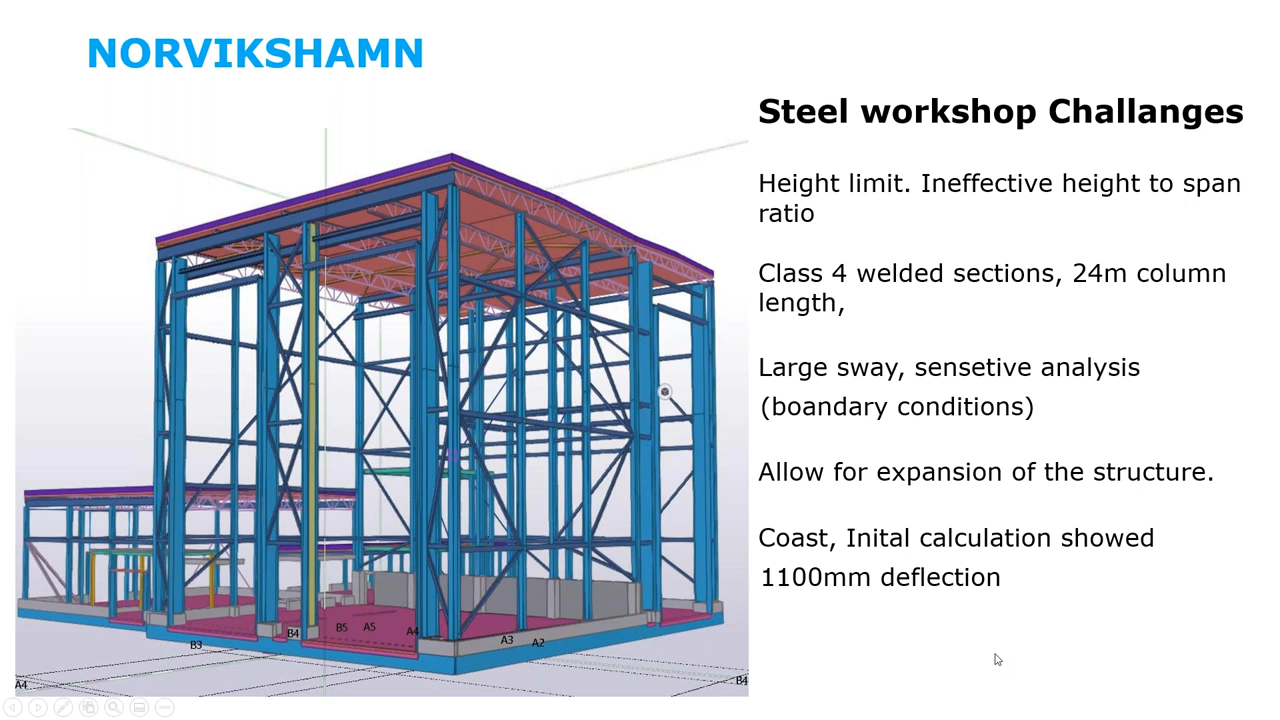 NORVIKSHAMN
Steel workshop Challanges
Height limit. Ineffective height to span
ratio
Class 4 welded sections, 24m column
length,
Large sway, sensetive analysis
(boandary conditions)
Allow for expansion of the structure.
Coast, Inital calculation showed
1100mm deflection
B3
B4
B5
A5
A4
A3
A2
A4
B4